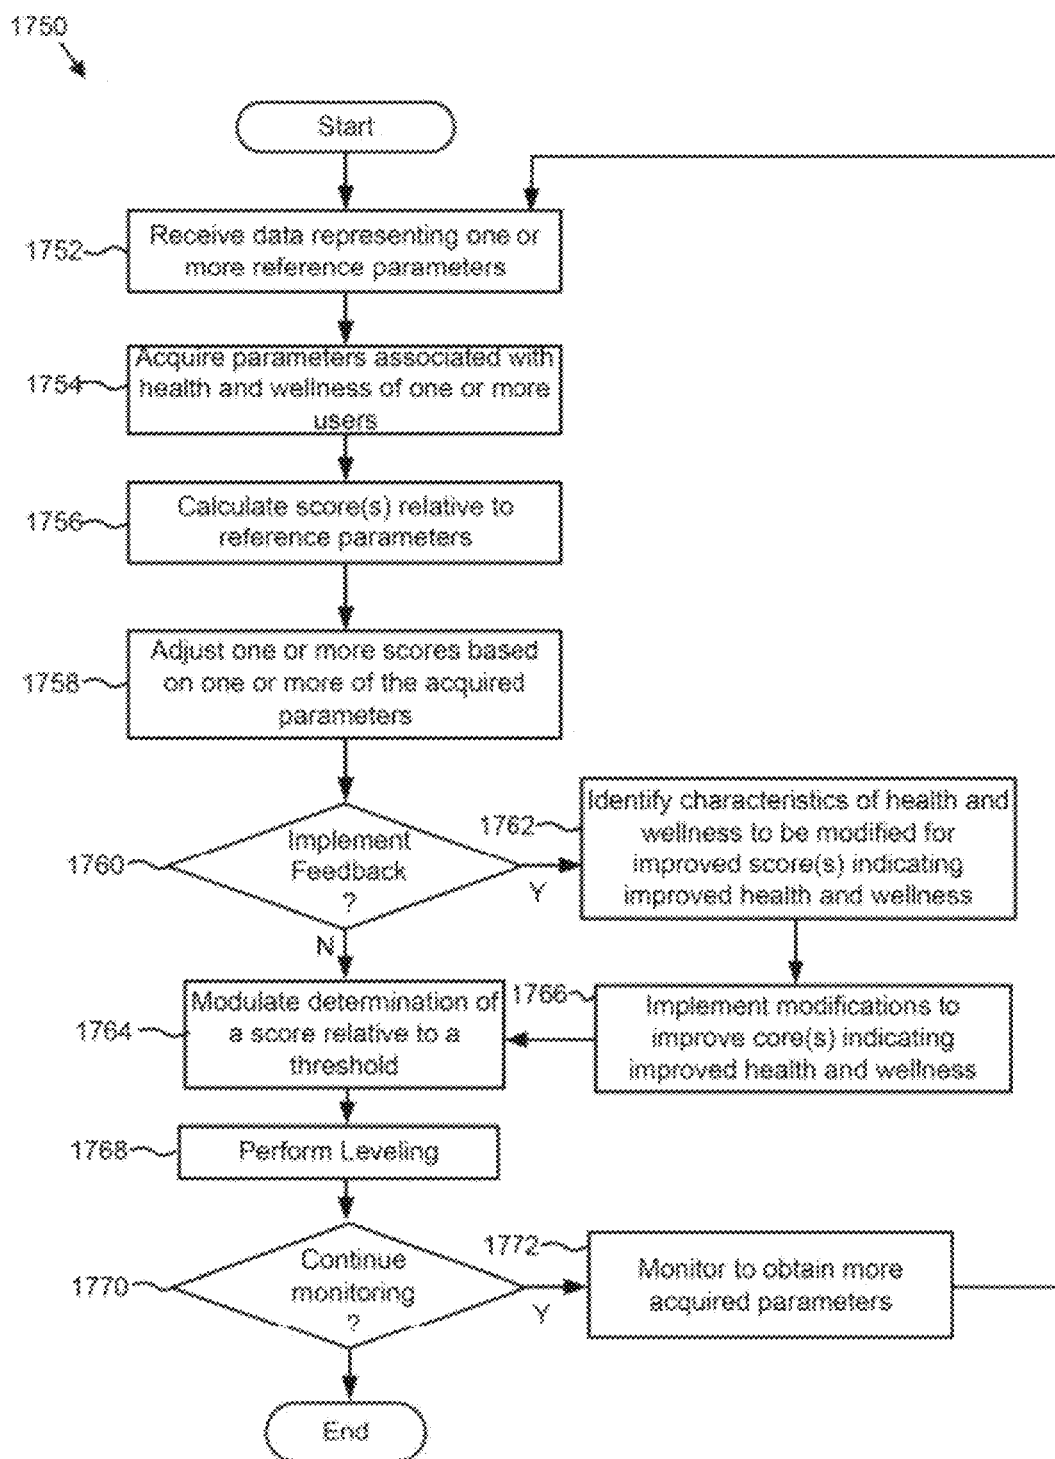 1750
Start
1752
Receive data representing one or
more reference parameters
1754
Acquire parameters associated with
health and wellness of one or more
users
1756
Calculate score(s) relative to
reference parameters
1758
Adjust one or more scores based
on one or more of the acquired
parameters
1760
Implement
Feedback
?
Y
N
1762
Identify characteristics of health and
wellness to be modified for
improved score(s) indicating
improved health and wellness
1764
Modulate determination of
a score relative to a
threshold
1766
Implement modifications to
improve core(s) indicating
improved health and wellness
1768
Perform Leveling
1770
Continue
monitoring
?
Y
1772
Monitor to obtain more
acquired parameters
End